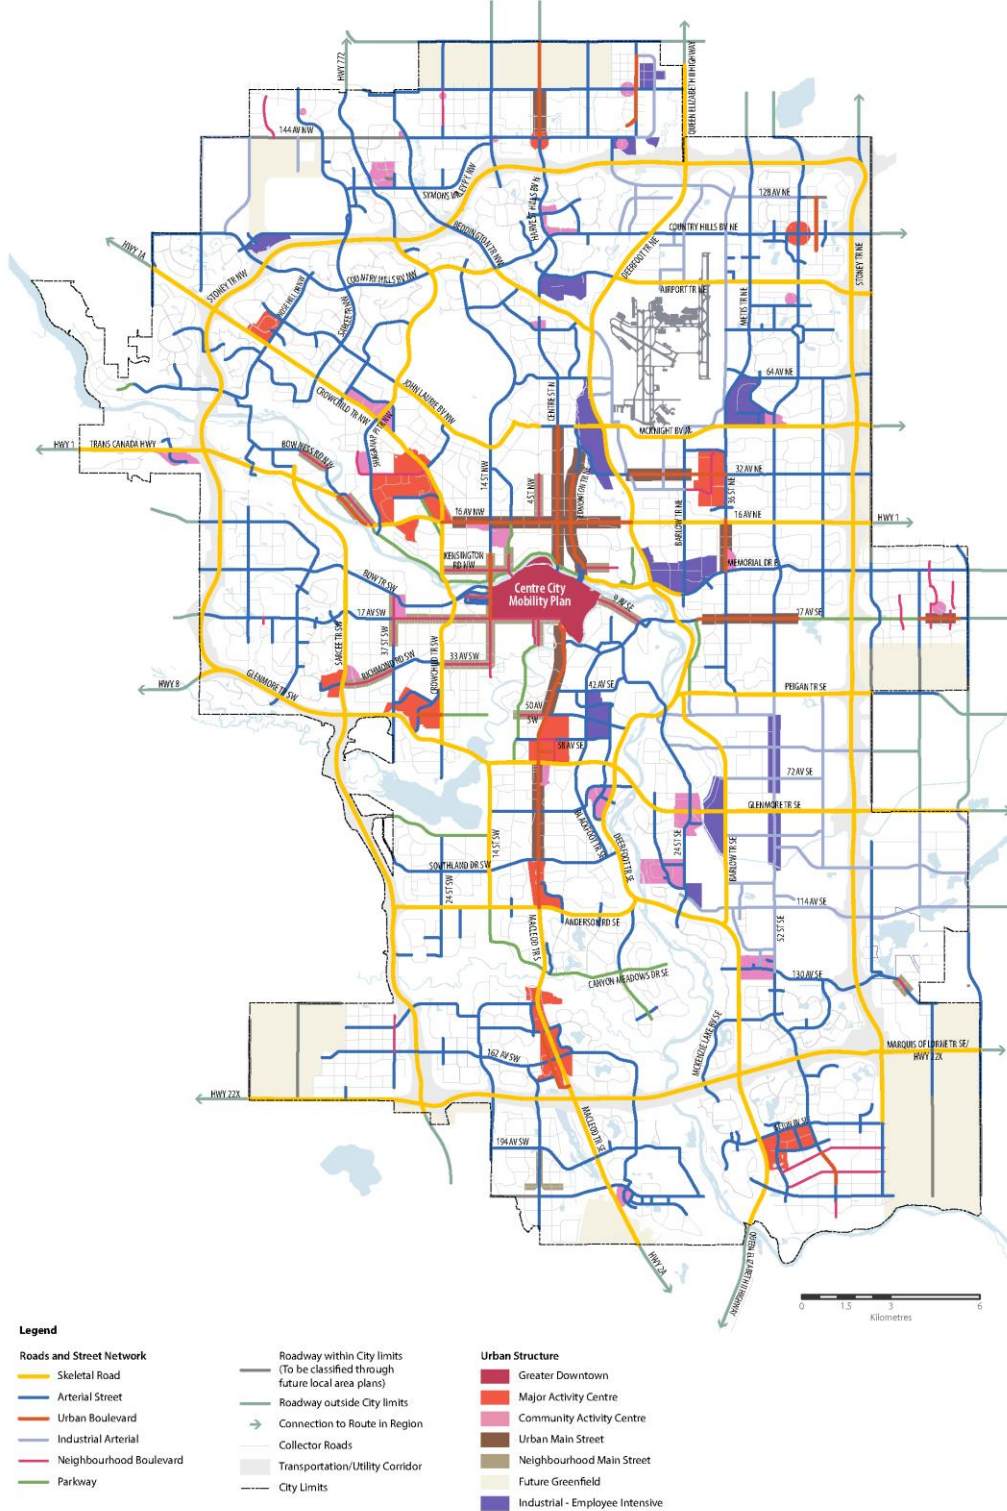 HWY 772
QUEEN ELIZABETH II HIGHWAY
144 AV NW
128 AV NE
HARVEST HILLS BV N
BEDDINGTON TR NW
COUNTRY HILLS BV NE
HWY 1A
DEERFOOT TR NE
STONEY TR NE
STONEY TR NW
COUNTRY HILLS BV NW
AIRPORT TR NE
METIS TR NE
SARCEE TR NW
64 AV NE
CENTRE ST N
JOHN LAURIE BV NW
CROWCHILD TR NW
SHAGANAPPI TR NW
MCKNIGHT BV NE
HWY 1
TRANS CANADA HWY
BOWNESS RD NW
14 ST NW
4 ST NW
EDMONTON TR NE
32 AV NE
36 ST NE
BARLOW TR NE
16 AV NW
16 AV NE
HWY 1
KENSINGTON
RD NW
MEMORIAL DR E
Centre City
Mobility Plan
BOW TR SW
9 AV SE
17 AV SW
17 AV SE
37 ST SW
SARCEE TR SW
33 AV SW
RICHMOND RD SW
CROWCHILD TR SW
HWY 8
GLENMORE TR SW
42 AV SE
PEIGAN TR SE
50 AV
SW
58 AV SE
72 AV SE
GLENMORE TR SE
BLACKFOOT TR SE
DEERFOOT TR SE
24 ST SE
BARLOW TR SE
14 ST SW
SOUTHLAND DR SW
24 ST SW
114 AV SE
MACLEOD TR S
ANDERSON RD SE
52 ST SE
CANYON MEADOWS DR SE
130 AV SE
MCKENZIE LAKE BV SE
MARQUIS OF LORNE TR SE/
HWY 22X
162 AV SW
HWY 22X
MACLEOD TR SE
194 AV SW
HWY 2A
QUEEN ELIZABETH II HIGHWAY
0 1.5 3 6
Kilometres
Legend
Roads and Street Network
Skeletal Road
Arterial Street
Urban Boulevard
Industrial Arterial
Neighbourhood Boulevard
Parkway
Roadway within City limits
(To be classified through
future local area plans)
Roadway outside City limits
Connection to Route in Region
Collector Roads
Transportation/Utility Corridor
City Limits
Urban Structure
Greater Downtown
Major Activity Centre
Community Activity Centre
Urban Main Street
Neighbourhood Main Street
Future Greenfield
Industrial - Employee Intensive